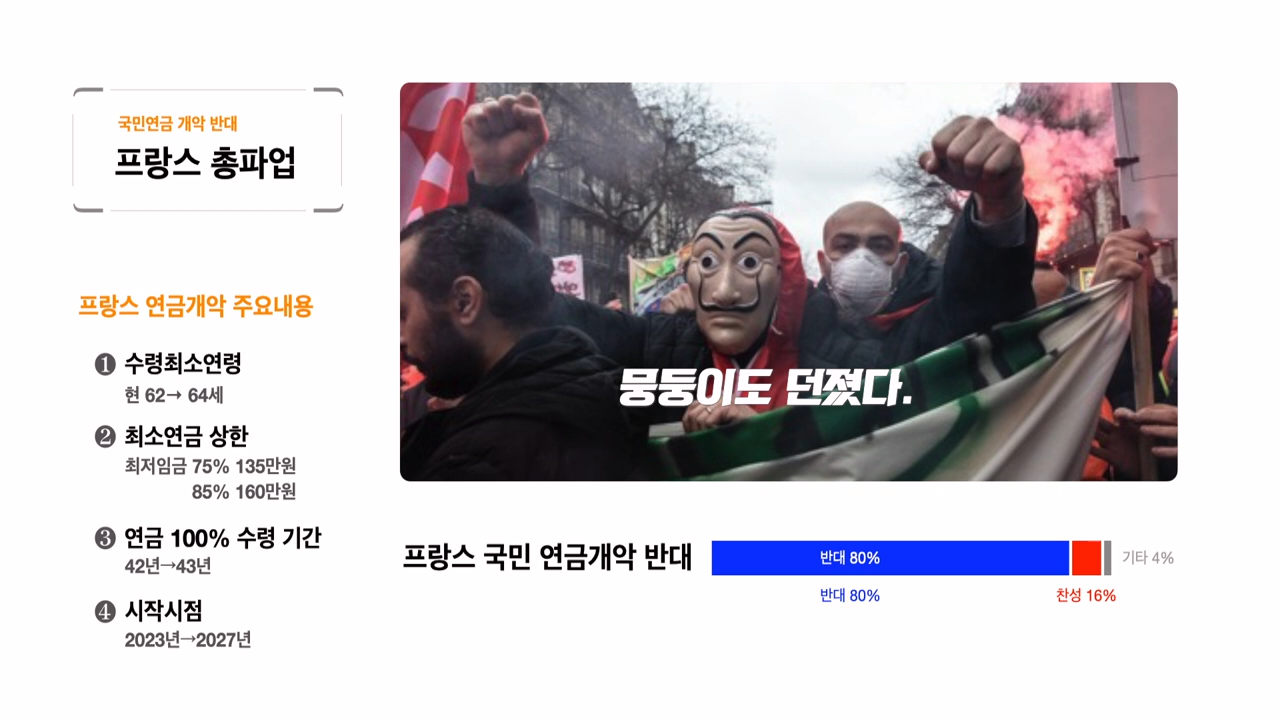 국민연금 개악 반대
프랑스 총파업
프랑스 연금개악 주요내용
❶ 수령최소연령
현 62→ 64세
❷ 최소연금 상한
최저임금 75% 135만원
85% 160만원
❸ 연금 100% 수령 기간
42년→43년
❹ 시작시점
2023년→2027년
뭉둥이도 던졌다.
프랑스 국민 연금개악 반대
반대 80%
기타 4%
반대 80%
찬성 16%